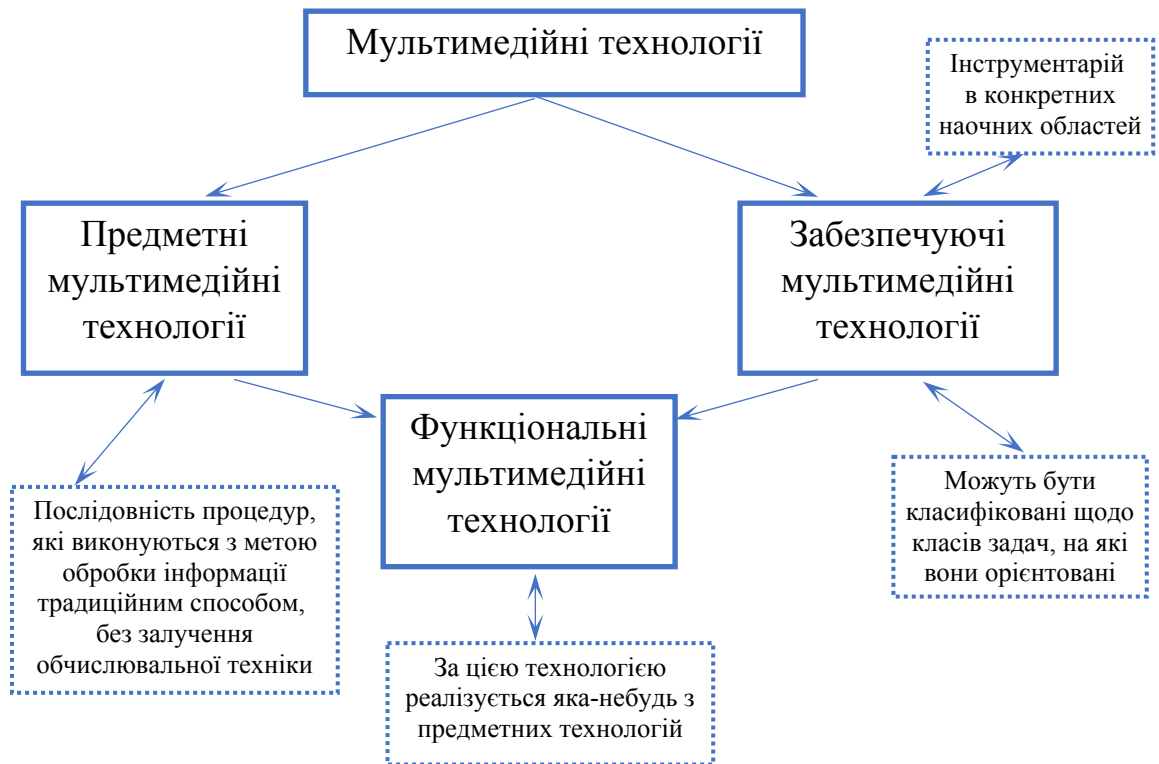 Мультимедійні технології
Інструментарій
в конкретних
наочних областей
Предметні
мультимедійні
технології
Забезпечуючі
мультимедійні
технології
Функціональні
мультимедійні
технології
Послідовність процедур,
які виконуються з метою
обробки інформації
традиційним способом,
без залучення
обчислювальної техніки
Можуть бути
класифіковані щодо
класів задач, на які
вони орієнтовані
За цією технологією
реалізується яка-небудь з
предметних технологій